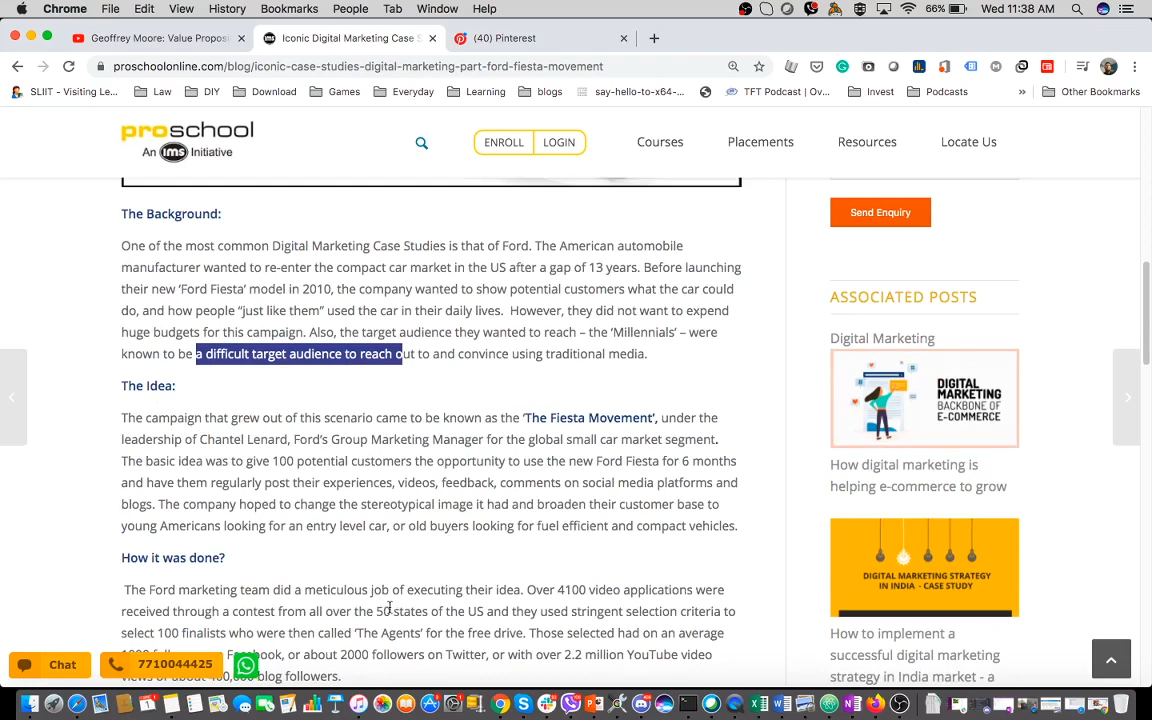 Chrome File Edit View History Bookmarks People Tab Window Help 66% Wed 11:38 AM
Geoffrey Moore: Value Propos
Iconic Digital Marketing Case S
(40) Pinterest
proschoolonline.com/blog/iconic-case-studies-digital-marketing-part-ford-fiesta-movement
SLIIT - Visiting Le... Law DIY Download Games Everyday Learning blogs say-hello-to-x64-... TFT Podcast | Ov... Invest Podcasts » Other Bookmarks
proschool
An ims Initiative
ENROLL LOGIN Courses Placements Resources Locate Us
The Background:
One of the most common Digital Marketing Case Studies is that of Ford. The American automobile
manufacturer wanted to re-enter the compact car market in the US after a gap of 13 years. Before launching
their new ‘Ford Fiesta’ model in 2010, the company wanted to show potential customers what the car could
do, and how people “just like them” used the car in their daily lives. However, they did not want to expend
huge budgets for this campaign. Also, the target audience they wanted to reach – the ‘Millennials’ – were
known to be a difficult target audience to reach out to and convince using traditional media.
The Idea:
The campaign that grew out of this scenario came to be known as the ‘The Fiesta Movement’, under the
leadership of Chantel Lenard, Ford’s Group Marketing Manager for the global small car market segment.
The basic idea was to give 100 potential customers the opportunity to use the new Ford Fiesta for 6 months
and have them regularly post their experiences, videos, feedback, comments on social media platforms and
blogs. The company hoped to change the stereotypical image it had and broaden their customer base to
young Americans looking for an entry level car, or old buyers looking for fuel efficient and compact vehicles.
How it was done?
The Ford marketing team did a meticulous job of executing their idea. Over 4100 video applications were
received through a contest from all over the 50 states of the US and they used stringent selection criteria to
select 100 finalists who were then called ‘The Agents’ for the free drive. Those selected had on an average
or about 2000 followers on Twitter, or with over 2.2 million YouTube video
blog followers.
Chat
7710044425
Send Enquiry
ASSOCIATED POSTS
Digital Marketing
DIGITAL
MARKETING
BACKBONE OF
E-COMMERCE
How digital marketing is
helping e-commerce to grow
DIGITAL MARKETING STRATEGY
IN INDIA - CASE STUDY
How to implement a
successful digital marketing
strategy in India market - a